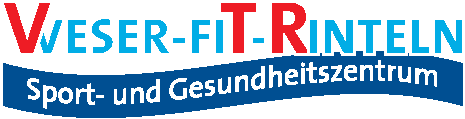 WESER-FIT-RINTELN
Sport- und Gesundheitszentrum